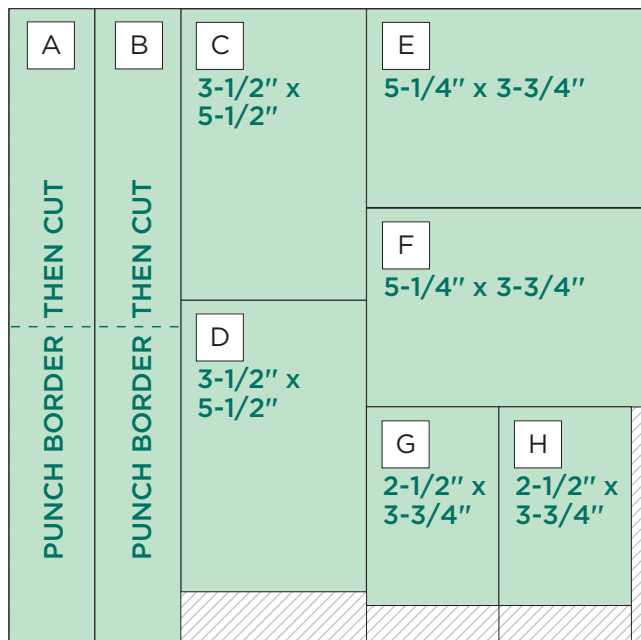 A
PUNCH BORDER THEN CUT
B
PUNCH BORDER THEN CUT
C
3-1/2" x
5-1/2"
D
3-1/2" x
5-1/2"
E
5-1/4" x 3-3/4"
F
5-1/4" x 3-3/4"
G
2-1/2" x
3-3/4"
H
2-1/2" x
3-3/4"